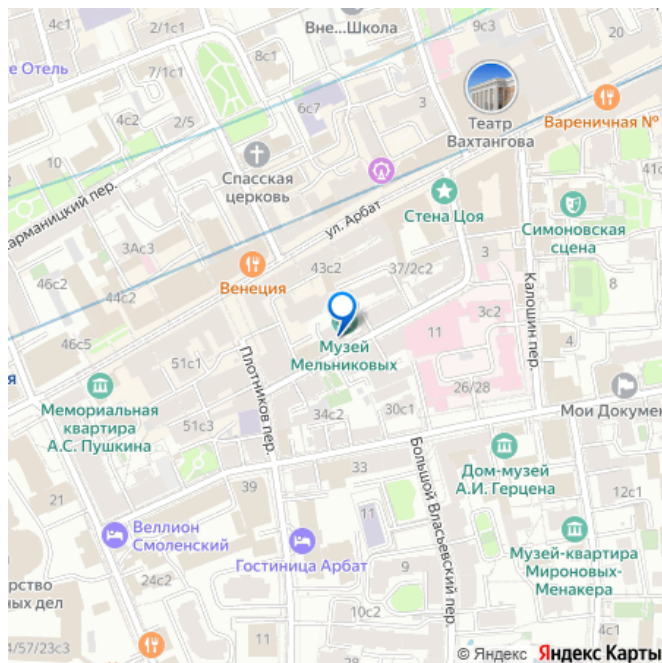 4с1
2/1с1
Вне...Школа
9с3
20
е Отель
7/1с1
8с1
6с7
3
Театр
Вахтангова
Вареничная №
4с2
2/5
10
Спасская
церковь
41с
Стена Цоя
ул. Арбат
Симоновская
сцена
3Ас3
43с2
37/2с2
3
46с2
44с2
Венеция
8
Калошин пер.
3с2
46с5
11
4
Музей
Мельниковых
51с1
я
Плотников пер.
26/28
Мемориальная
квартира
А.С. Пушкина
51с3
34с2
30с1
Мои Докумен
Большой Власьевский пер.
33
Дом-музей
А.И. Герцена
39
21
12с1
11
Веллион
Смоленский
Гостиница Арбат
Музей-квартира
Мироновых-
Менакера
9
рство
ных дел
24с2
10с2
4/57/23с3
11
4с1
© Яндекс Яндекс Карты